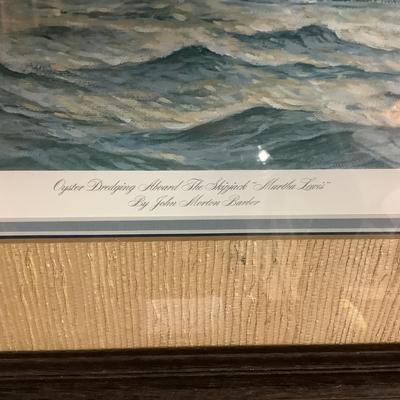 Oyster Dredging Aboard The Skipjack "Martha Lewis"
By John Morton Barber